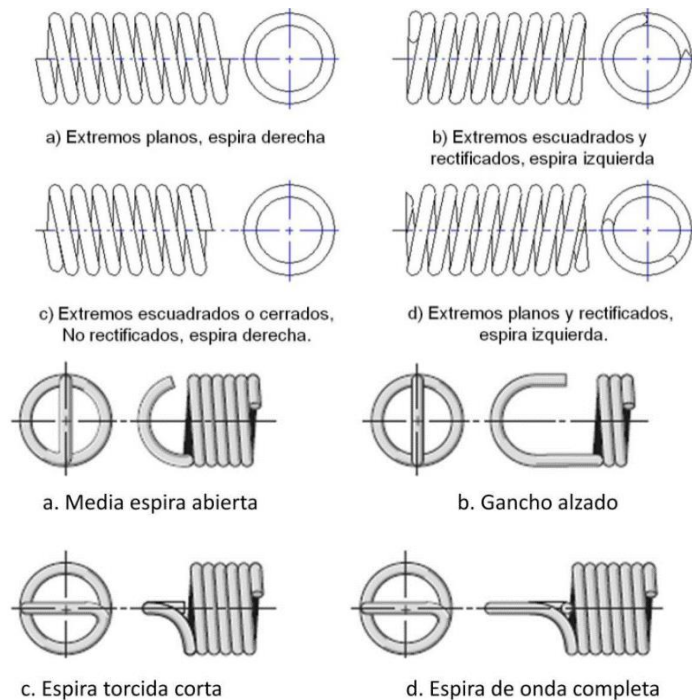 a) Extremos planos, espira derecha
b) Extremos escuadrados y
rectificados, espira izquierda
c) Extremos escuadrados o cerrados,
No rectificados, espira derecha.
d) Extremos planos y rectificados,
espira izquierda.
a. Media espira abierta
b. Gancho alzado
c. Espira torcida corta
d. Espira de onda completa